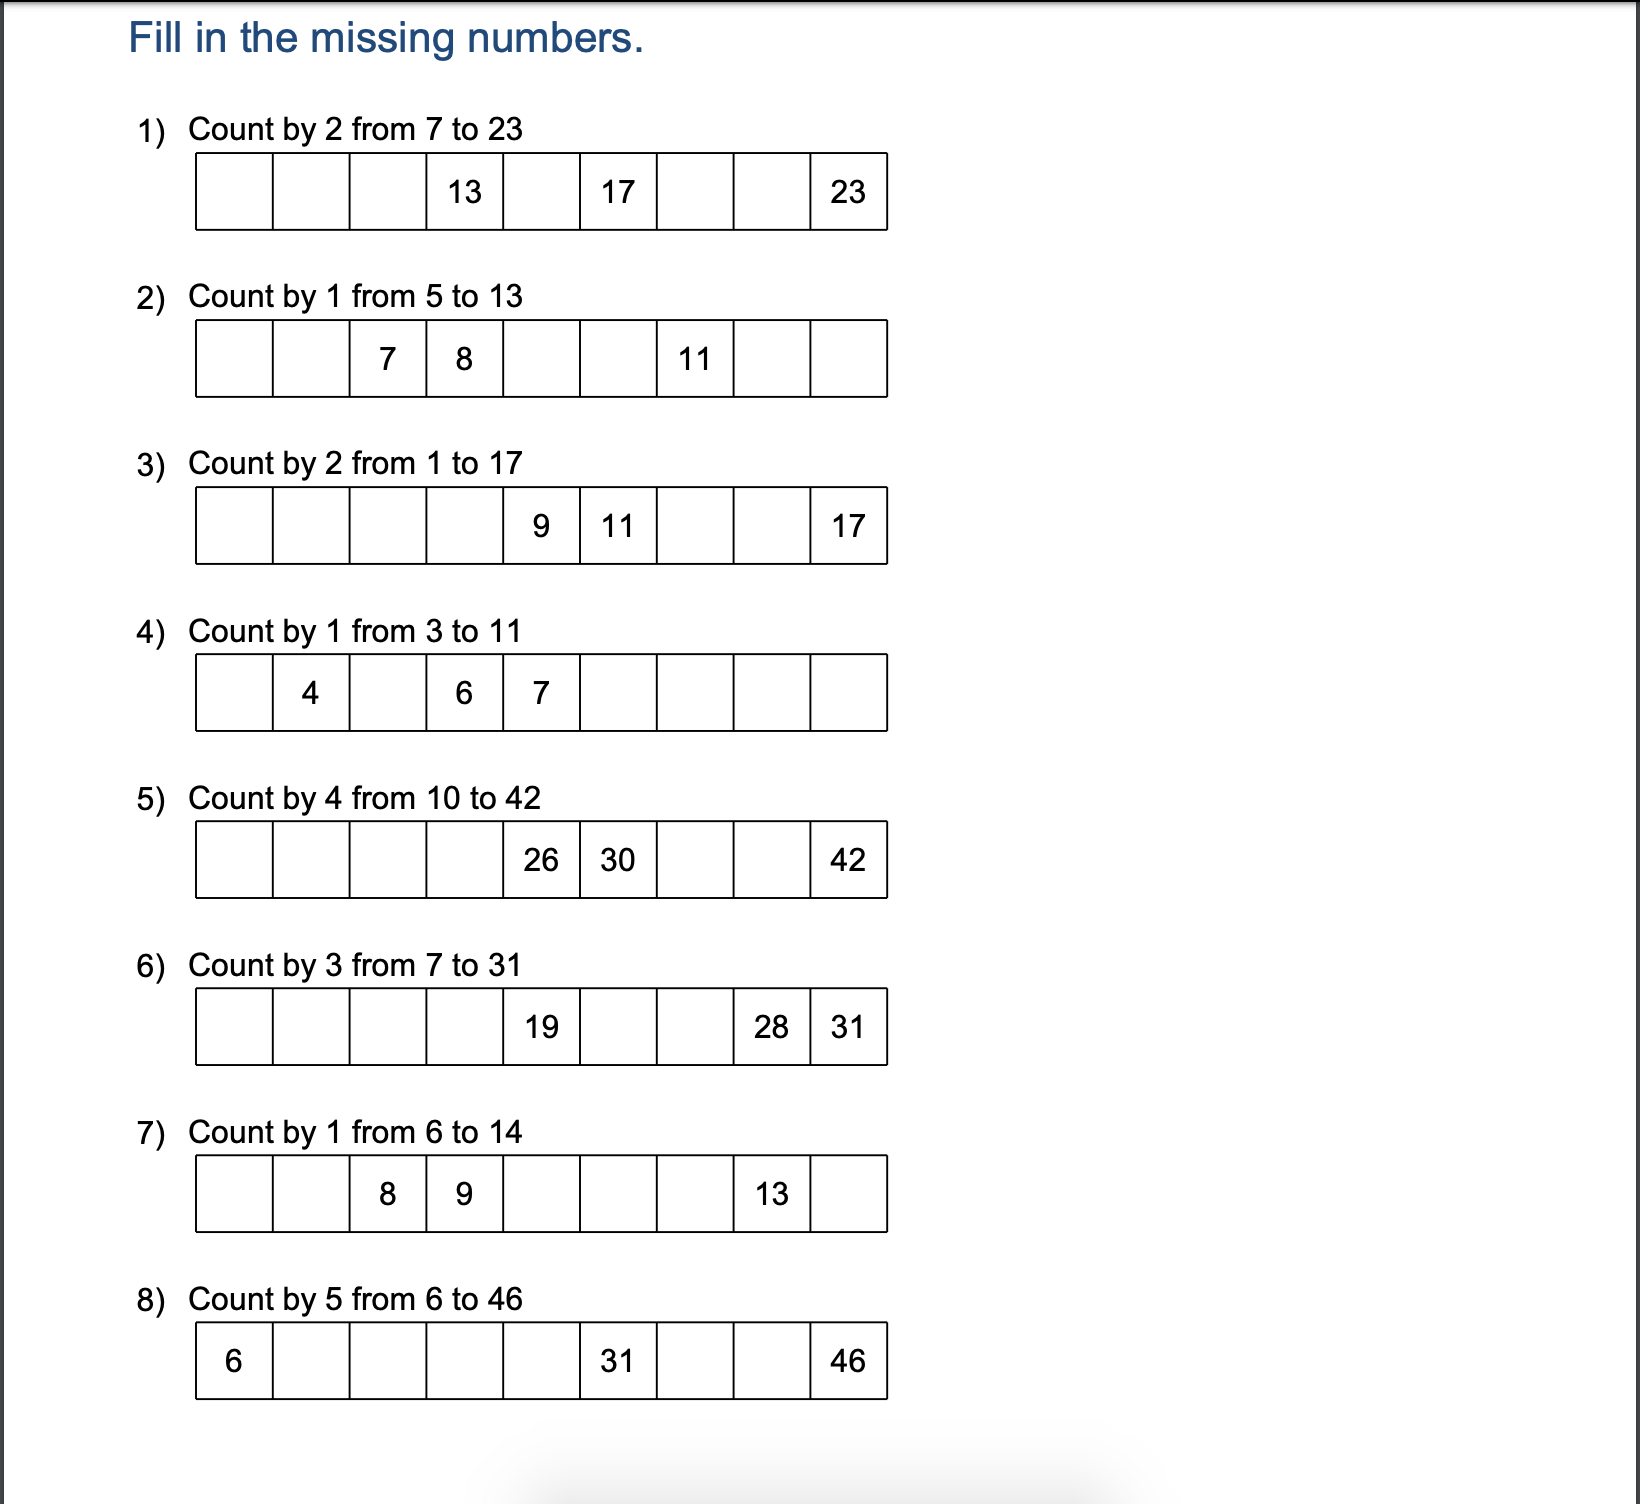 Fill in the missing numbers.
1) Count by 2 from 7 to 23
13 17 23
2) Count by 1 from 5 to 13
7 8 11
3) Count by 2 from 1 to 17
9 11 17
4) Count by 1 from 3 to 11
4 6 7
5) Count by 4 from 10 to 42
26 30 42
6) Count by 3 from 7 to 31
19 28 31
7) Count by 1 from 6 to 14
8 9 13
8) Count by 5 from 6 to 46
6 31 46